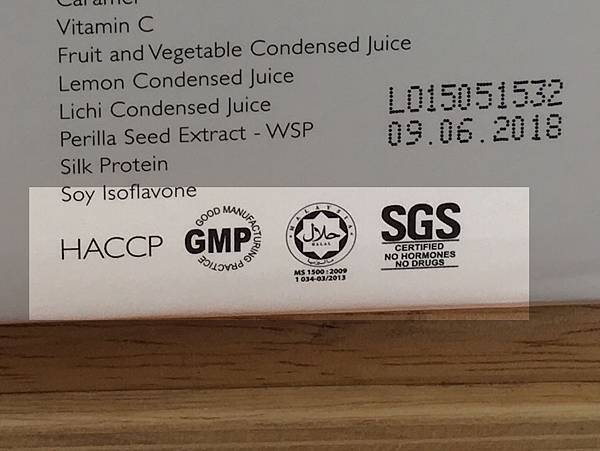 Caramel
Vitamin C
Fruit and Vegetable Condensed Juice
Lemon Condensed Juice
Lichi Condensed Juice
Perilla Seed Extract - WSP
Silk Protein
Soy Isoflavone
L015051532
09.06.2018
HACCP
GOOD MANUFACTURING PRACTICE
GMP
MALAYSIA
حلال
HALAL
MS 1500 : 2009
1 034-03/2013
SGS
CERTIFIED
NO HORMONES
NO DRUGS